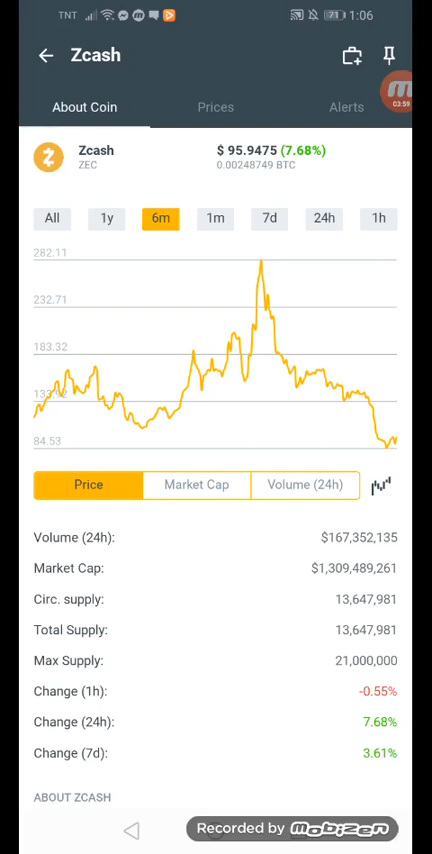 TNT 71 1:06
Zcash
03:59
About Coin Prices Alerts
Zcash $ 95.9475 (7.68%)
ZEC 0.00248749 BTC
All 1y 6m 1m 7d 24h 1h
282.11
232.71
183.32
84.53
Price Market Cap Volume (24h)
Volume (24h): $167,352,135
Market Cap: $1,309,489,261
Circ. supply: 13,647,981
Total Supply: 13,647,981
Max Supply: 21,000,000
Change (1h): -0.55%
Change (24h): 7.68%
Change (7d): 3.61%
ABOUT ZCASH
Recorded by mobizen